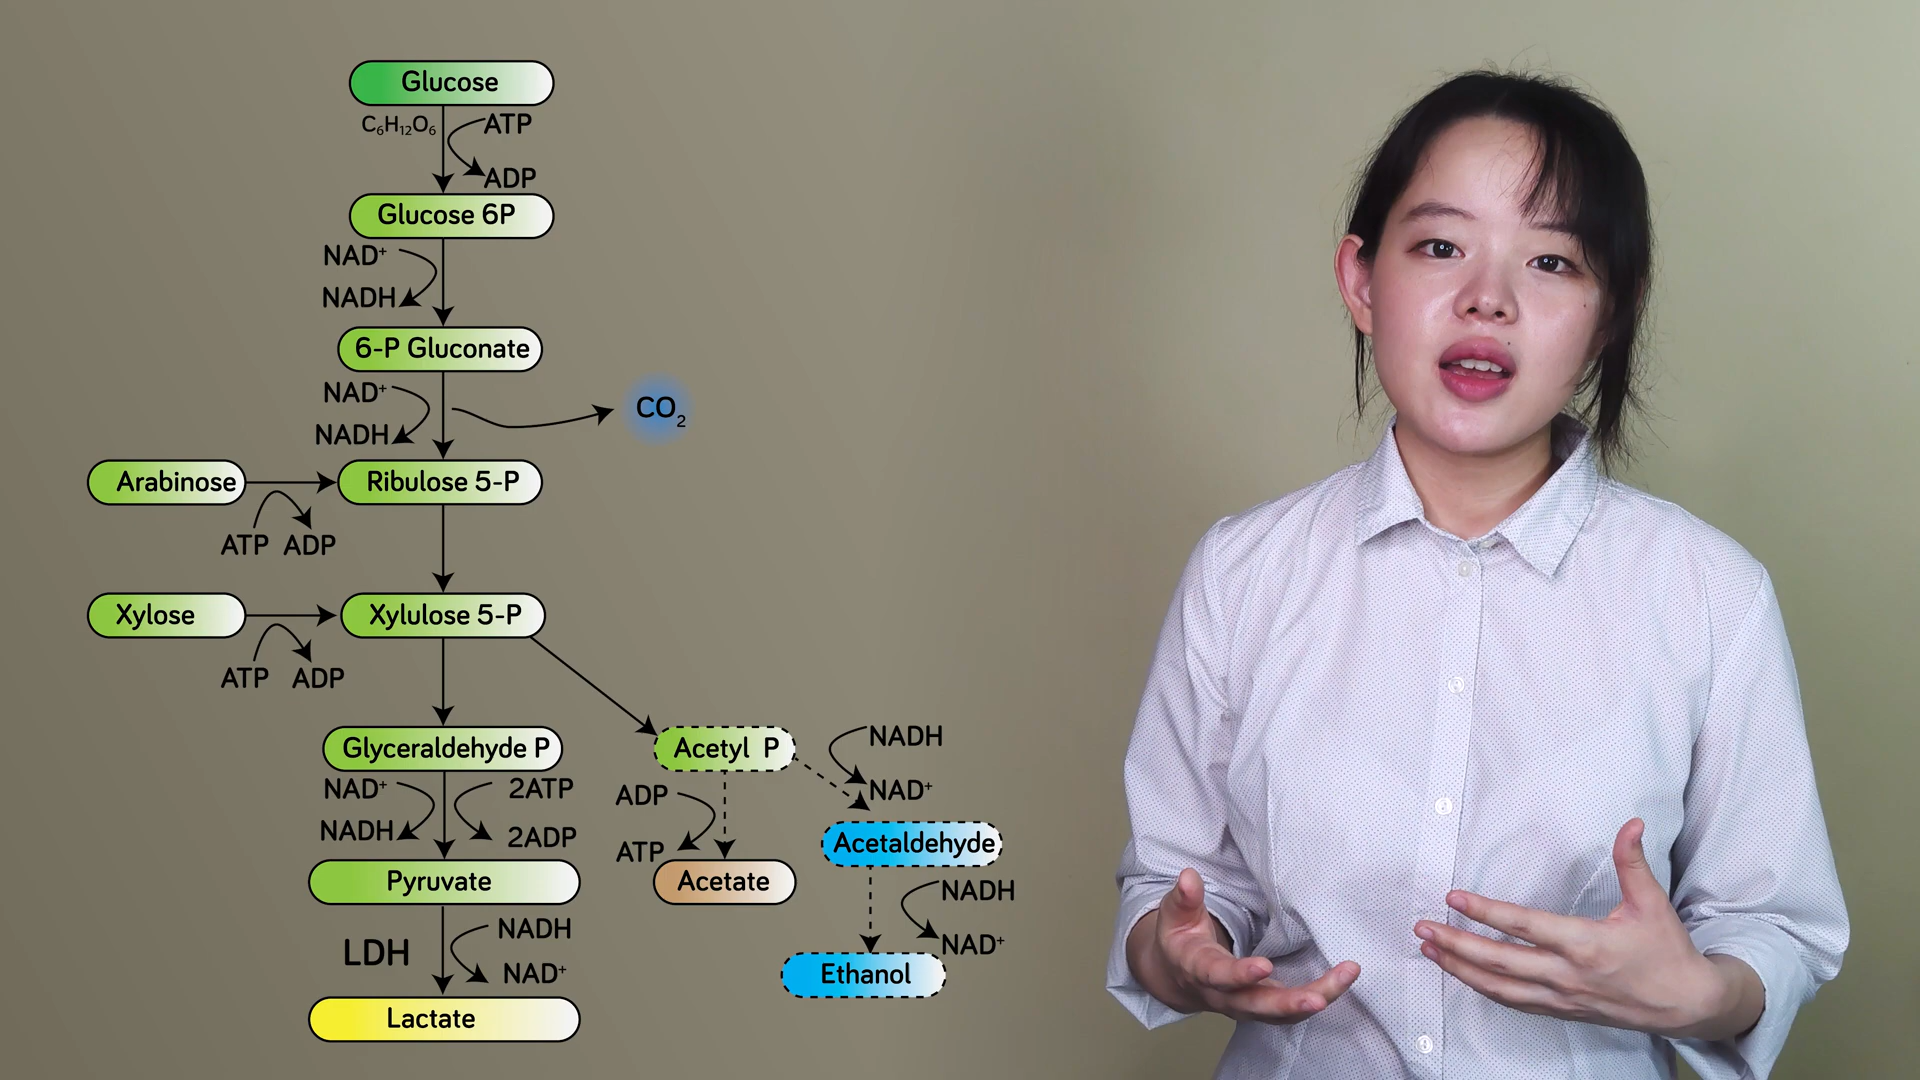 Glucose
C₆H₁₂O₆
ATP
ADP
Glucose 6P
NAD⁺
NADH
6-P Gluconate
NAD⁺
NADH
CO₂
Arabinose
Ribulose 5-P
ATP ADP
Xylose
Xylulose 5-P
ATP ADP
Glyceraldehyde P
Acetyl P
NADH
NAD⁺
NAD⁺
NADH
2ATP
2ADP
ADP
ATP
Acetaldehyde
Pyruvate
Acetate
NADH
NAD⁺
LDH
NADH
NAD⁺
Ethanol
Lactate